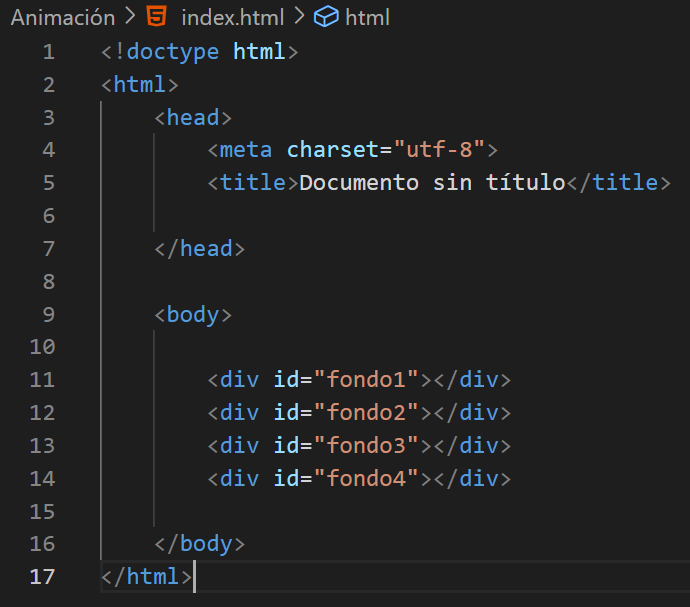 Animación > index.html > html
1 <!doctype html>
2 <html>
3 <head>
4 <meta charset="utf-8">
5 <title>Documento sin título</title>
6
7 </head>
8
9 <body>
10
11 <div id="fondo1"></div>
12 <div id="fondo2"></div>
13 <div id="fondo3"></div>
14 <div id="fondo4"></div>
15
16 </body>
17 </html>